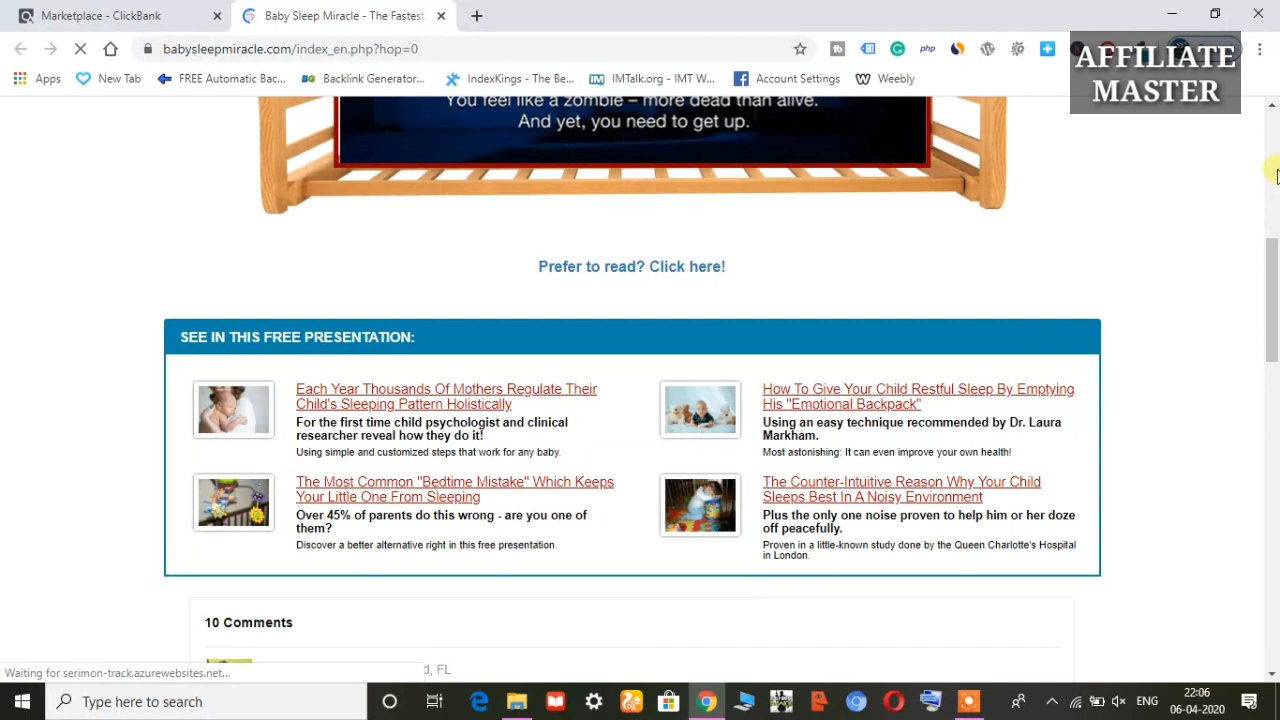 Marketplace - ClickBank
Baby Sleep Miracle - The Fastest
babysleepmiracle.com/index_en.php?hop=0
php
AFFILIATE
MASTER
Apps
New Tab
FREE Automatic Bac...
Backlink Generator...
IndexKings - The Be...
IMTalk.org - IMT W...
Account Settings
Weebly
You feel like a zombie – more dead than alive.
And yet, you need to get up.
Prefer to read? Click here!
SEE IN THIS FREE PRESENTATION:
Each Year Thousands Of Mothers Regulate Their
Child's Sleeping Pattern Holistically
For the first time child psychologist and clinical
researcher reveal how they do it!
Using simple and customized steps that work for any baby.
How To Give Your Child Restful Sleep By Emptying
His "Emotional Backpack"
Using an easy technique recommended by Dr. Laura
Markham.
Most astonishing: It can even improve your own health!
The Most Common "Bedtime Mistake" Which Keeps
Your Little One From Sleeping
Over 45% of parents do this wrong - are you one of
them?
Discover a better alternative right in this free presentation.
The Counter-Intuitive Reason Why Your Child
Sleeps Best In A Noisy Environment
Plus the only one noise proven to help him or her doze
off peacefully.
Proven in a little-known study done by the Queen Charlotte's Hospital
in London.
10 Comments
d, FL
Waiting for serimon-track.azurewebsites.net...
Type here to search
ENG
22:06
06-04-2020